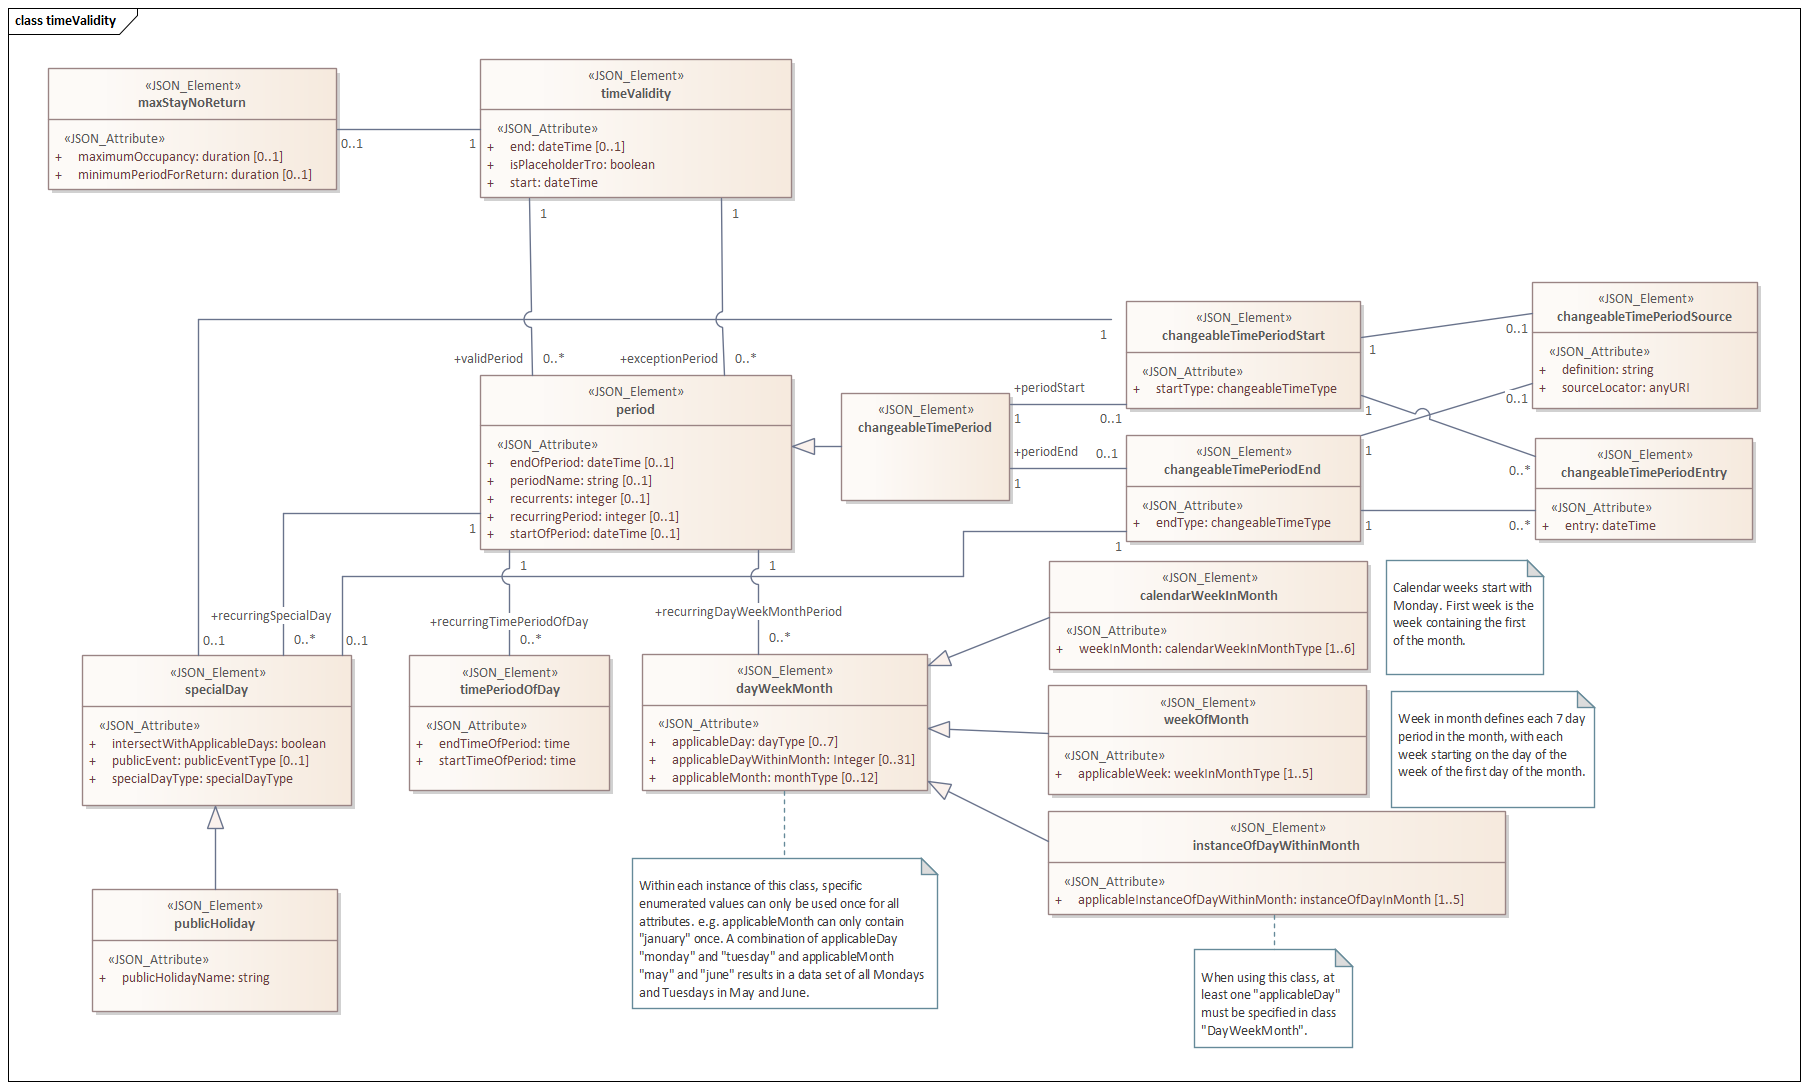 class timeValidity
«JSON_Element»
maxStayNoReturn
«JSON_Attribute»
+ maximumOccupancy: duration [0..1]
+ minimumPeriodForReturn: duration [0..1]
0..1
1
«JSON_Element»
timeValidity
«JSON_Attribute»
+ end: dateTime [0..1]
+ isPlaceholderTro: boolean
+ start: dateTime
1
1
+validPeriod
0..*
+exceptionPeriod
0..*
«JSON_Element»
period
«JSON_Attribute»
+ endOfPeriod: dateTime [0..1]
+ periodName: string [0..1]
+ recurrents: integer [0..1]
+ recurringPeriod: integer [0..1]
+ startOfPeriod: dateTime [0..1]
«JSON_Element»
changeableTimePeriod
+periodStart
1
0..1
+periodEnd
0..1
1
1
«JSON_Element»
changeableTimePeriodStart
«JSON_Attribute»
+ startType: changeableTimeType
1
0..1
1
0..*
«JSON_Element»
changeableTimePeriodSource
«JSON_Attribute»
+ definition: string
+ sourceLocator: anyURI
«JSON_Element»
changeableTimePeriodEnd
«JSON_Attribute»
+ endType: changeableTimeType
1
0..1
1
0..*
1
«JSON_Element»
changeableTimePeriodEntry
«JSON_Attribute»
+ entry: dateTime
1
1
1
+recurringSpecialDay
0..1
0..*
0..1
+recurringTimePeriodOfDay
0..*
+recurringDayWeekMonthPeriod
0..*
«JSON_Element»
specialDay
«JSON_Attribute»
+ intersectWithApplicableDays: boolean
+ publicEvent: publicEventType [0..1]
+ specialDayType: specialDayType
«JSON_Element»
timePeriodOfDay
«JSON_Attribute»
+ endTimeOfPeriod: time
+ startTimeOfPeriod: time
«JSON_Element»
dayWeekMonth
«JSON_Attribute»
+ applicableDay: dayType [0..7]
+ applicableDayWithinMonth: Integer [0..31]
+ applicableMonth: monthType [0..12]
«JSON_Element»
calendarWeekInMonth
«JSON_Attribute»
+ weekInMonth: calendarWeekInMonthType [1..6]
Calendar weeks start with
Monday. First week is the
week containing the first
of the month.
«JSON_Element»
weekOfMonth
«JSON_Attribute»
+ applicableWeek: weekInMonthType [1..5]
Week in month defines each 7 day
period in the month, with each
week starting on the day of the
week of the first day of the month.
«JSON_Element»
instanceOfDayWithinMonth
«JSON_Attribute»
+ applicableInstanceOfDayWithinMonth: instanceOfDayInMonth [1..5]
«JSON_Element»
publicHoliday
«JSON_Attribute»
+ publicHolidayName: string
Within each instance of this class, specific
enumerated values can only be used once for all
attributes. e.g. applicableMonth can only contain
"january" once. A combination of applicableDay
"monday" and "tuesday" and applicableMonth
"may" and "june" results in a data set of all Mondays
and Tuesdays in May and June.
When using this class, at
least one "applicableDay"
must be specified in class
"DayWeekMonth".